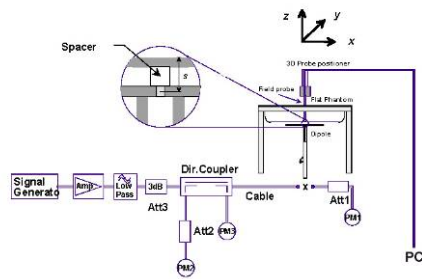 z
y
x
Spacer
s
3D Probe positioner
Field probe
Flat Phantom
Dipole
Signal
Generato
Amp
Low
Pass
3dB
Att3
Dir.Coupler
Cable
x
Att1
PM1
Att2
PM3
PM2
PC